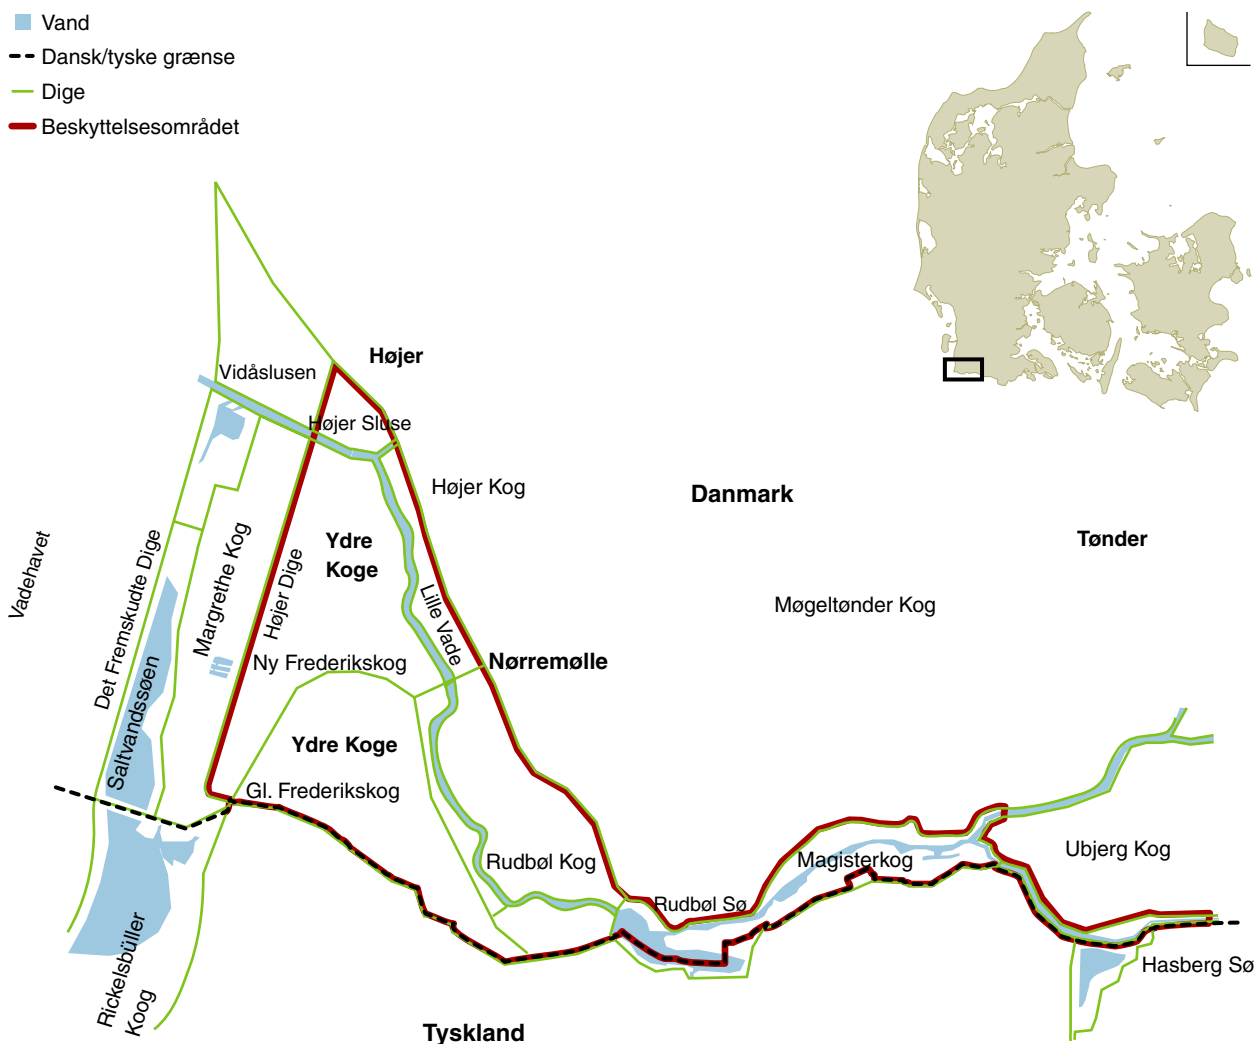 Vand
Dansk/tyske grænse
Dige
Beskyttelsesområdet
Højer
Vidåslusen
Højer Sluse
Højer Kog
Danmark
Tønder
Ydre
Koge
Vadehavet
Det Fremskudte Dige
Margrethe Kog
Højer Dige
Lille Vade
Møgeltønder Kog
Ny Frederikskog
Nørremølle
Saltvandssøen
Ydre Koge
Gl. Frederikskog
Rudbøl Kog
Magisterkog
Ubjerg Kog
Rudbøl Sø
Hasberg Sø
Rickelsbüller
Koog
Tyskland